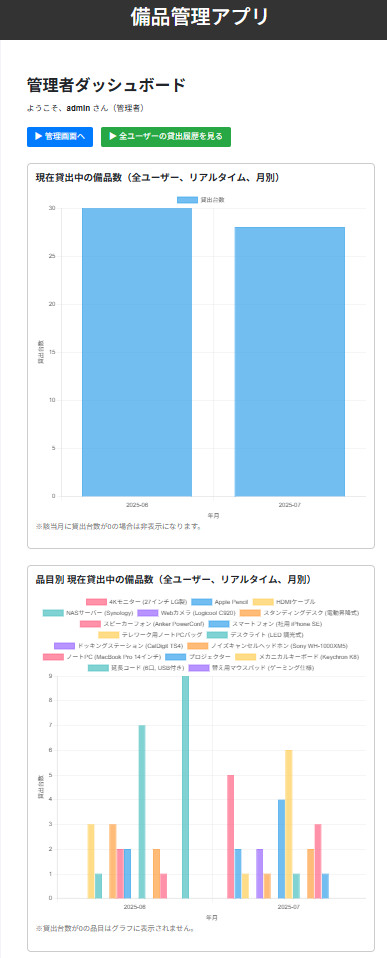 備品管理アプリ
管理者ダッシュボード
ようこそ、admin さん（管理者）
▶ 管理画面へ ▶ 全ユーザーの貸出履歴を見る
現在貸出中の備品数（全ユーザー、リアルタイム、月別）
貸出台数
30
25
20
15
10
5
0
貸出台数
2025-06 2025-07
年月
※該当月に貸出台数が0の場合は非表示になります。
品目別 現在貸出中の備品数（全ユーザー、リアルタイム、月別）
4Kモニター (27インチ LG製) Apple Pencil HDMIケーブル
NASサーバー (Synology) Webカメラ (Logicool C920) スタンディングデスク (電動昇降式)
スピーカーフォン (Anker PowerConf) スマートフォン (社用 iPhone SE)
テレワーク用ノートPCバッグ デスクライト (LED 調光式)
ドッキングステーション (CalDigit TS4) ノイズキャンセルヘッドホン (Sony WH-1000XM5)
ノートPC (MacBook Pro 14インチ) プロジェクター メカニカルキーボード (Keychron K8)
延長コード (6口, USB付き) 替え用マウスパッド (ゲーミング仕様)
9
8
7
6
5
4
3
2
1
0
貸出台数
2025-06 2025-07
年月
※貸出台数が0の品目はグラフに表示されません。